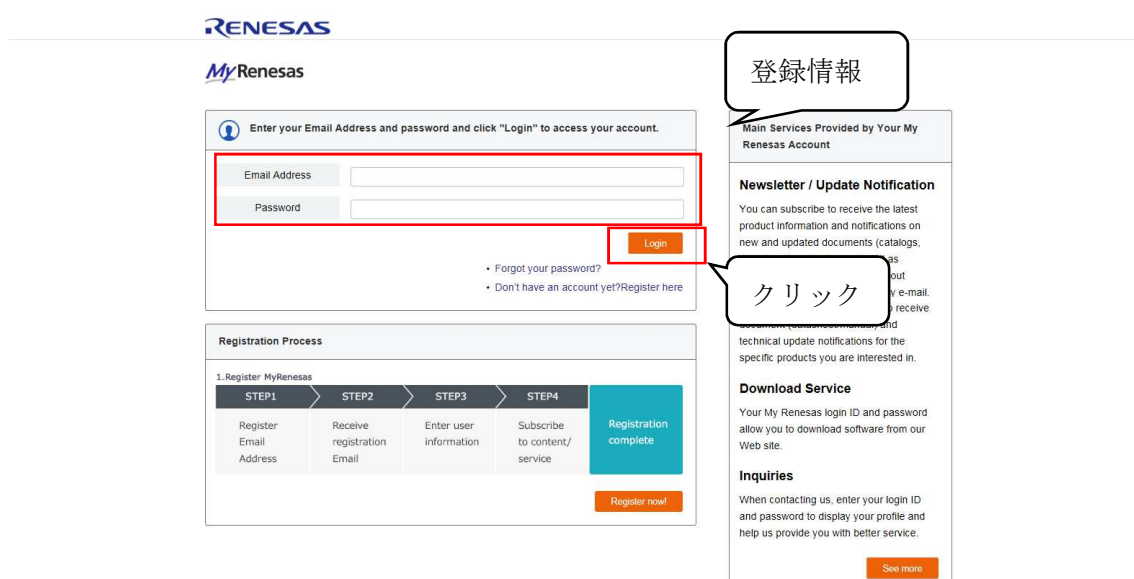 RENESAS
MyRenesas
登録情報
Enter your Email Address and password and click "Login" to access your account.
Email Address
Password
Login
• Forgot your password?
• Don't have an account yet?Register here
クリック
Registration Process
1.Register MyRenesas
STEP1
STEP2
STEP3
STEP4
Register
Email
Address
Receive
registration
Email
Enter user
information
Subscribe
to content/
service
Registration
complete
Register now!
Main Services Provided by Your My
Renesas Account
Newsletter / Update Notification
You can subscribe to receive the latest
product information and notifications on
new and updated documents (catalogs,
as
out
y e-mail.
receive
and
technical update notifications for the
specific products you are interested in.
Download Service
Your My Renesas login ID and password
allow you to download software from our
Web site.
Inquiries
When contacting us, enter your login ID
and password to display your profile and
help us provide you with better service.
See more